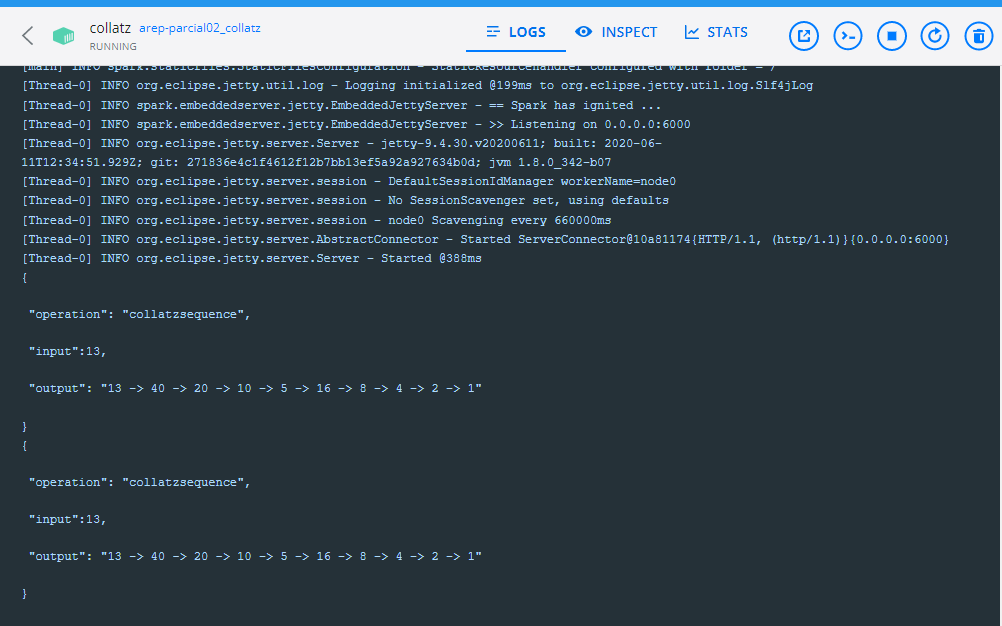 collatz arep-parcial02_collatz
RUNNING
LOGS
INSPECT
STATS
[main] INFO spark.staticfiles.StaticFilesConfiguration - StaticResourceHandler configured with folder = /
[Thread-0] INFO org.eclipse.jetty.util.log - Logging initialized @199ms to org.eclipse.jetty.util.log.Slf4jLog
[Thread-0] INFO spark.embeddedserver.jetty.EmbeddedJettyServer - == Spark has ignited ...
[Thread-0] INFO spark.embeddedserver.jetty.EmbeddedJettyServer - >> Listening on 0.0.0.0:6000
[Thread-0] INFO org.eclipse.jetty.server.Server - jetty-9.4.30.v20200611; built: 2020-06-
11T12:34:51.929Z; git: 271836e4c1f4612f12b7bb13ef5a92a927634b0d; jvm 1.8.0_342-b07
[Thread-0] INFO org.eclipse.jetty.server.session - DefaultSessionIdManager workerName=node0
[Thread-0] INFO org.eclipse.jetty.server.session - No SessionScavenger set, using defaults
[Thread-0] INFO org.eclipse.jetty.server.session - node0 Scavenging every 660000ms
[Thread-0] INFO org.eclipse.jetty.server.AbstractConnector - Started ServerConnector@10a81174{HTTP/1.1, (http/1.1)}{0.0.0.0:6000}
[Thread-0] INFO org.eclipse.jetty.server.Server - Started @388ms
{
"operation": "collatzsequence",
"input":13,
"output": "13 -> 40 -> 20 -> 10 -> 5 -> 16 -> 8 -> 4 -> 2 -> 1"
}
{
"operation": "collatzsequence",
"input":13,
"output": "13 -> 40 -> 20 -> 10 -> 5 -> 16 -> 8 -> 4 -> 2 -> 1"
}